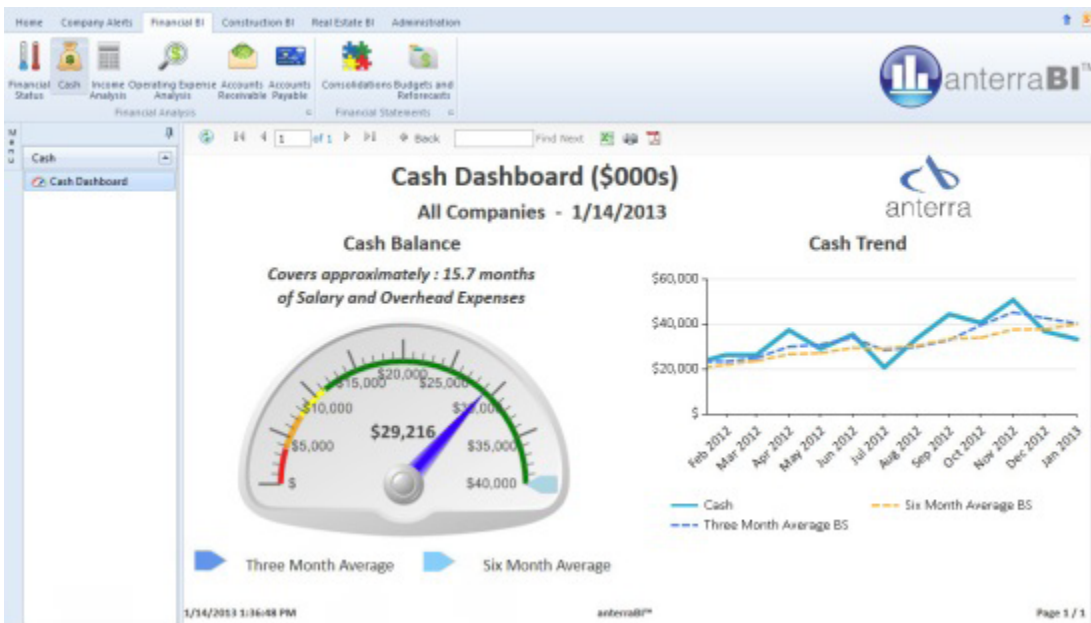 Home Company Alerts Financial BI Construction BI Real Estate BI Administration
Financial Status
Cash
Income Analysis
Operating Expense Analysis
Accounts Receivable
Accounts Payable
Consolidations
Budgets and Reforecasts
Financial Analysis
Financial Statements
anterraBI™
Menu
1 of 1 Back Find Next
Cash
Cash Dashboard
Cash Dashboard ($000s)
anterra
All Companies - 1/14/2013
Cash Balance
Covers approximately : 15.7 months
of Salary and Overhead Expenses
$
$5,000
$10,000
$15,000
$20,000
$25,000
$30,000
$35,000
$40,000
$29,216
Three Month Average
Six Month Average
Cash Trend
$60,000
$40,000
$20,000
$
Feb 2012
Mar 2012
Apr 2012
May 2012
Jun 2012
Jul 2012
Aug 2012
Sep 2012
Oct 2012
Nov 2012
Dec 2012
Jan 2013
Cash
Six Month Average BS
Three Month Average BS
1/14/2013 1:36:48 PM anterraBI™ Page 1 / 1